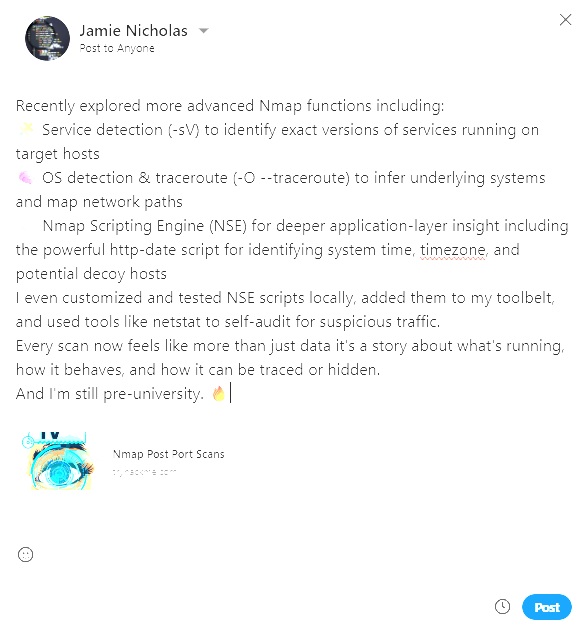 Jamie Nicholas
Post to Anyone
Recently explored more advanced Nmap functions including:
Service detection (-sV) to identify exact versions of services running on
target hosts
OS detection & traceroute (-O --traceroute) to infer underlying systems
and map network paths
Nmap Scripting Engine (NSE) for deeper application-layer insight including
the powerful http-date script for identifying system time, timezone, and
potential decoy hosts
I even customized and tested NSE scripts locally, added them to my toolbelt,
and used tools like netstat to self-audit for suspicious traffic.
Every scan now feels like more than just data it's a story about what's running,
how it behaves, and how it can be traced or hidden.
And I'm still pre-university. 🔥
Nmap Post Port Scans
tryhackme.com
Post